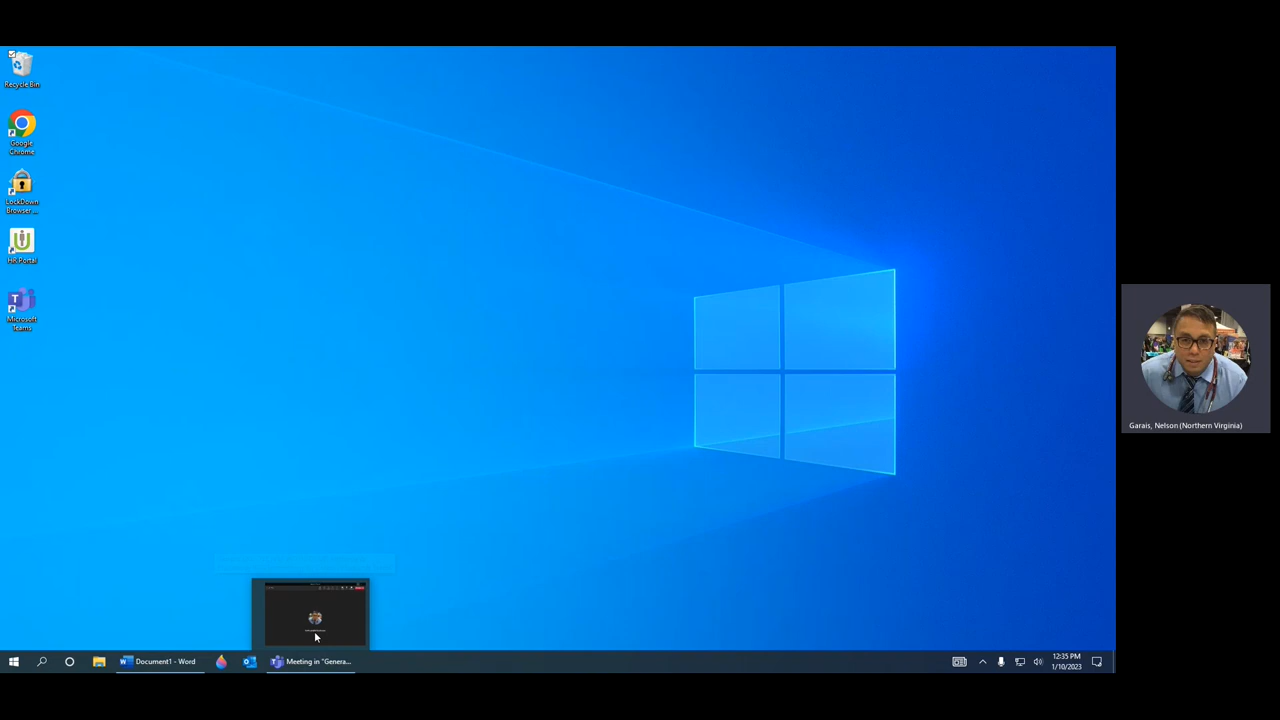 Recycle Bin
Google
Chrome
LockDown
Browser...
HR Portal
Microsoft
Teams
Garais, Nelson (Northern Virginia)
Document1 - Word
Meeting in "Genera...
12:35 PM
1/10/2023